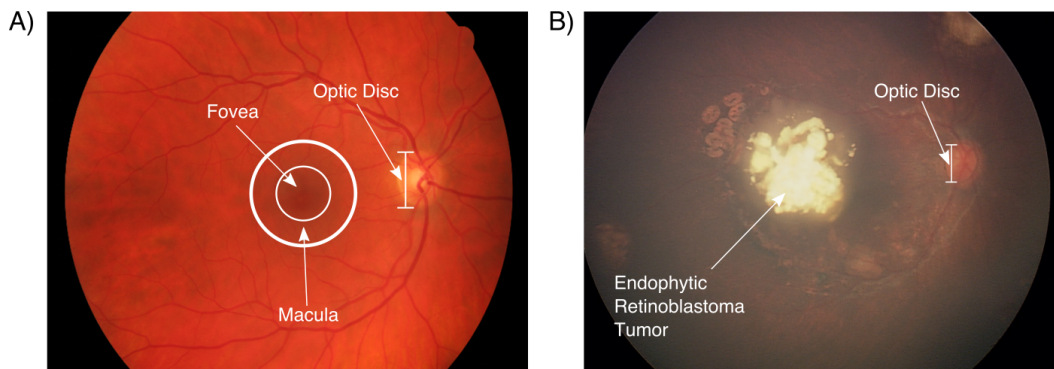 A)
Optic Disc
Fovea
Macula
B)
Optic Disc
Endophytic
Retinoblastoma
Tumor